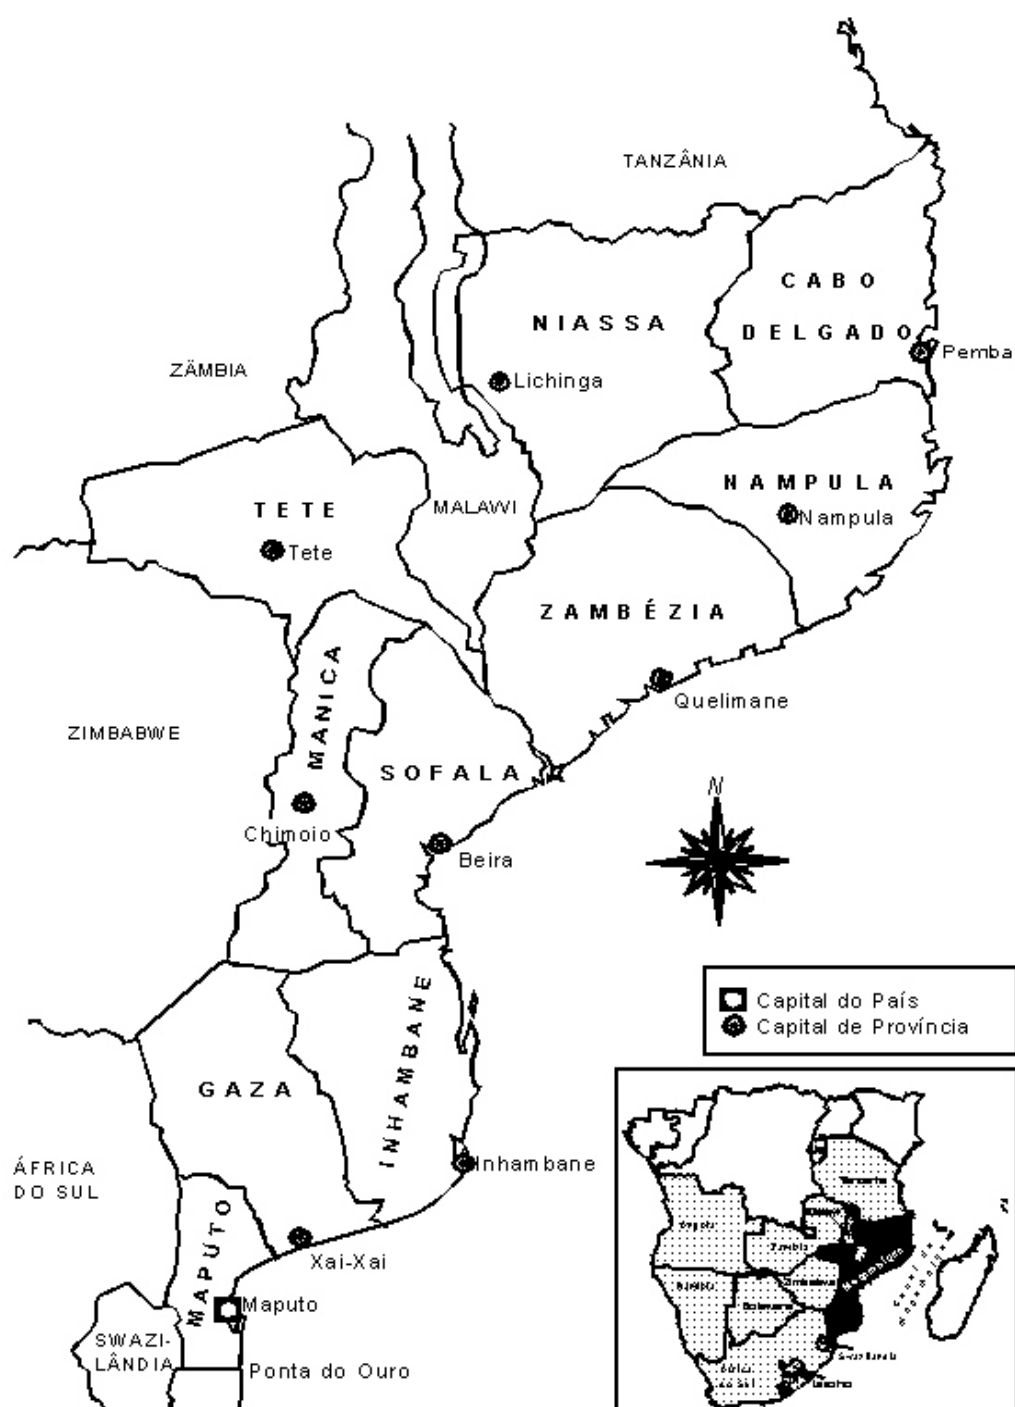 TANZÂNIA
CABO
DELGADO
NIASSA
Pemba
ZÂMBIA
Lichinga
NAMPULA
Nampula
TETE
MALAWI
Tete
ZAMBÉZIA
MANICA
Quelimane
ZIMBABWE
SOFALA
N
Chimoio
Beira
INHAMBANE
Capital do País
Capital de Província
GAZA
ÁFRICA
DO SUL
Inhambane
MAPUTO
Xai-Xai
Maputo
SWAZI-
LÂNDIA
Ponta do Ouro